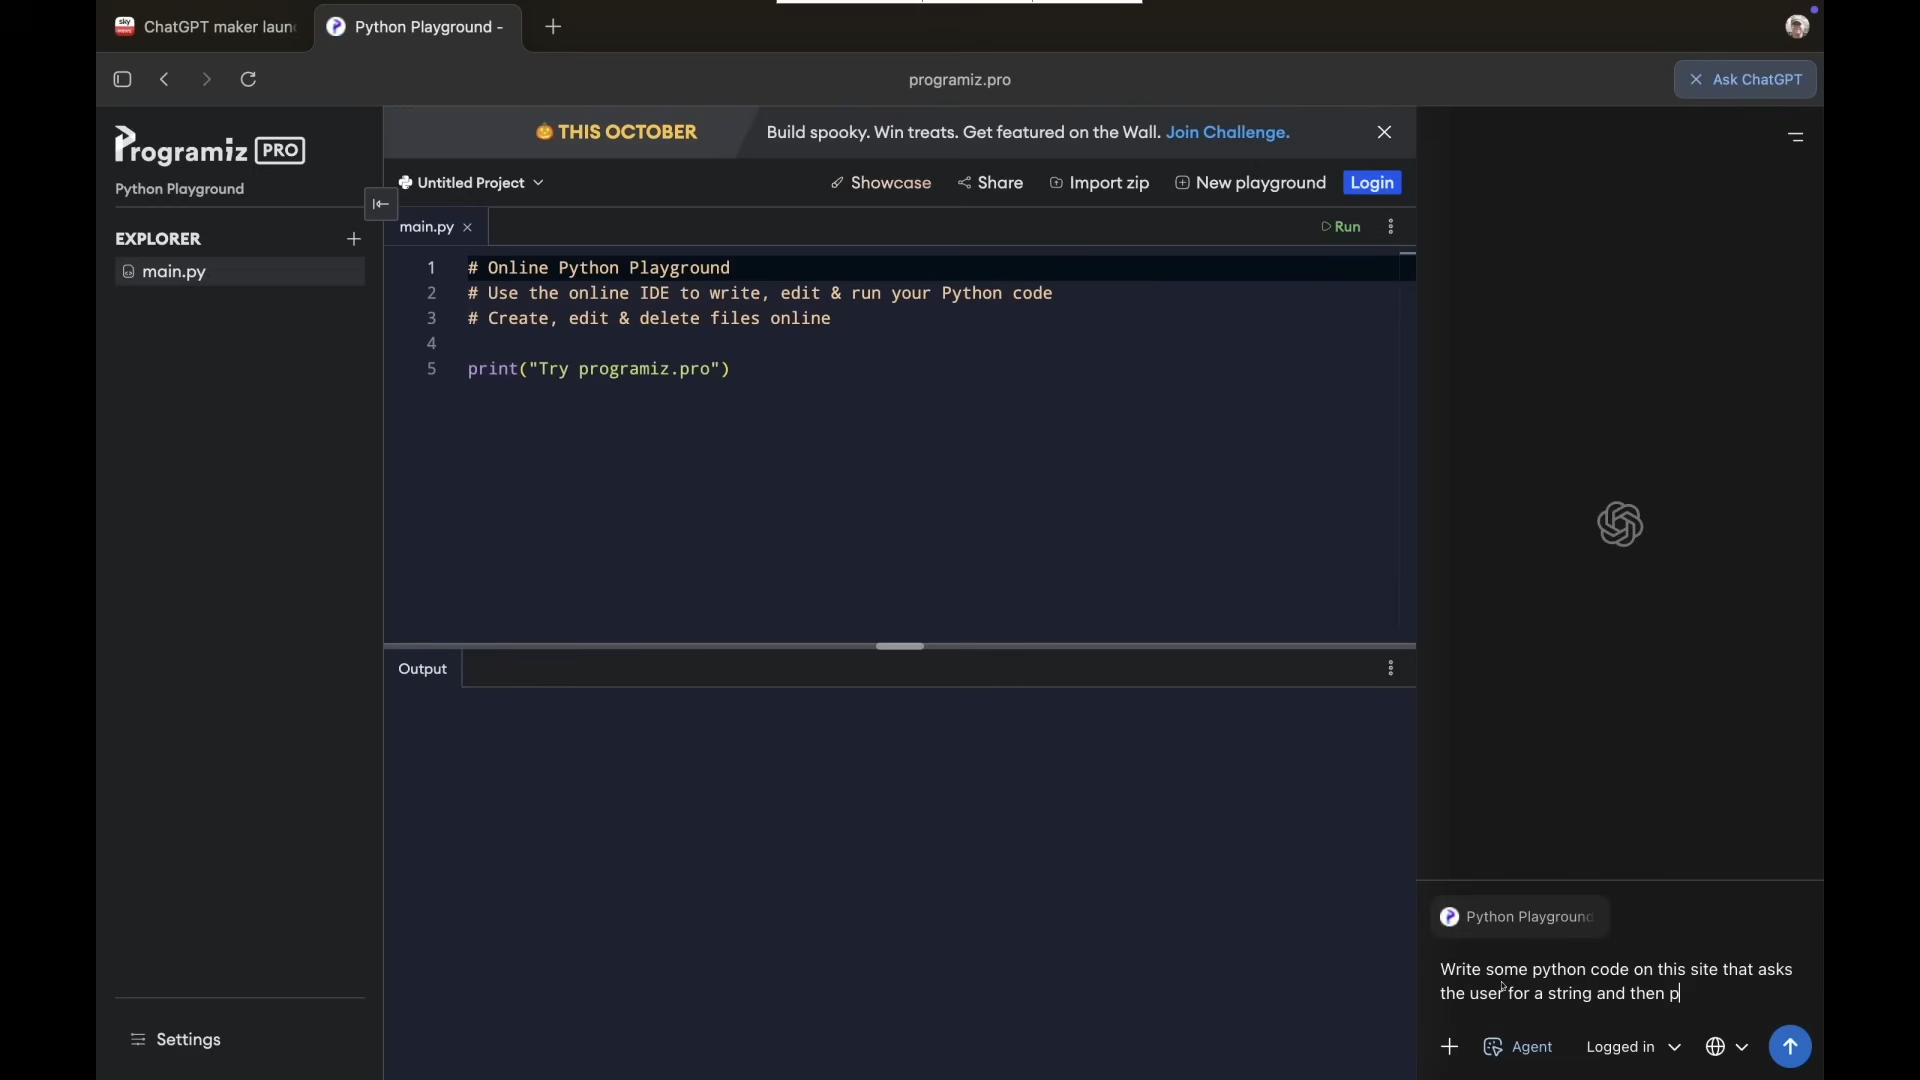 ChatGPT maker laun
Python Playground -
programiz.pro
Ask ChatGPT
Programiz PRO
Python Playground
EXPLORER
main.py
Settings
🎃 THIS OCTOBER
Build spooky. Win treats. Get featured on the Wall. Join Challenge.
Untitled Project
Showcase
Share
Import zip
New playground
Login
main.py
Run
1 # Online Python Playground
2 # Use the online IDE to write, edit & run your Python code
3 # Create, edit & delete files online
4
5 print("Try programiz.pro")
Output
Python Playground
Write some python code on this site that asks
the user for a string and then p
Agent
Logged in